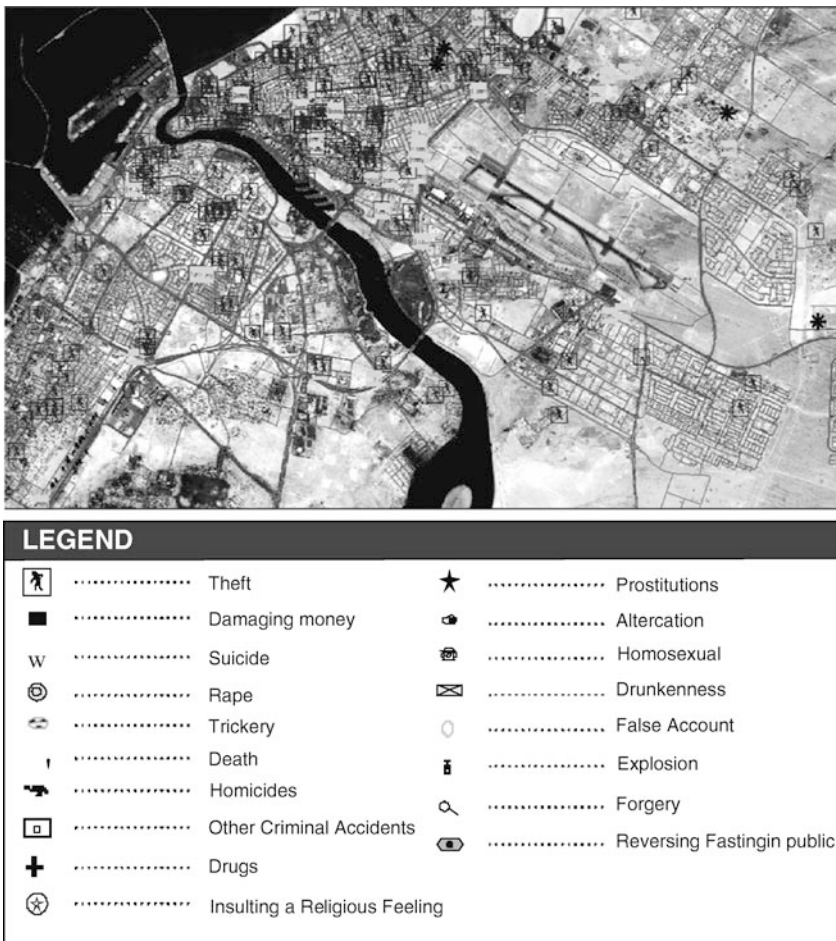 LEGEND
Theft
Damaging money
W Suicide
Rape
Trickery
Death
Homicides
Other Criminal Accidents
Drugs
Insulting a Religious Feeling
Prostitutions
Altercation
Homosexual
Drunkenness
False Account
Explosion
Forgery
Reversing Fastingin public